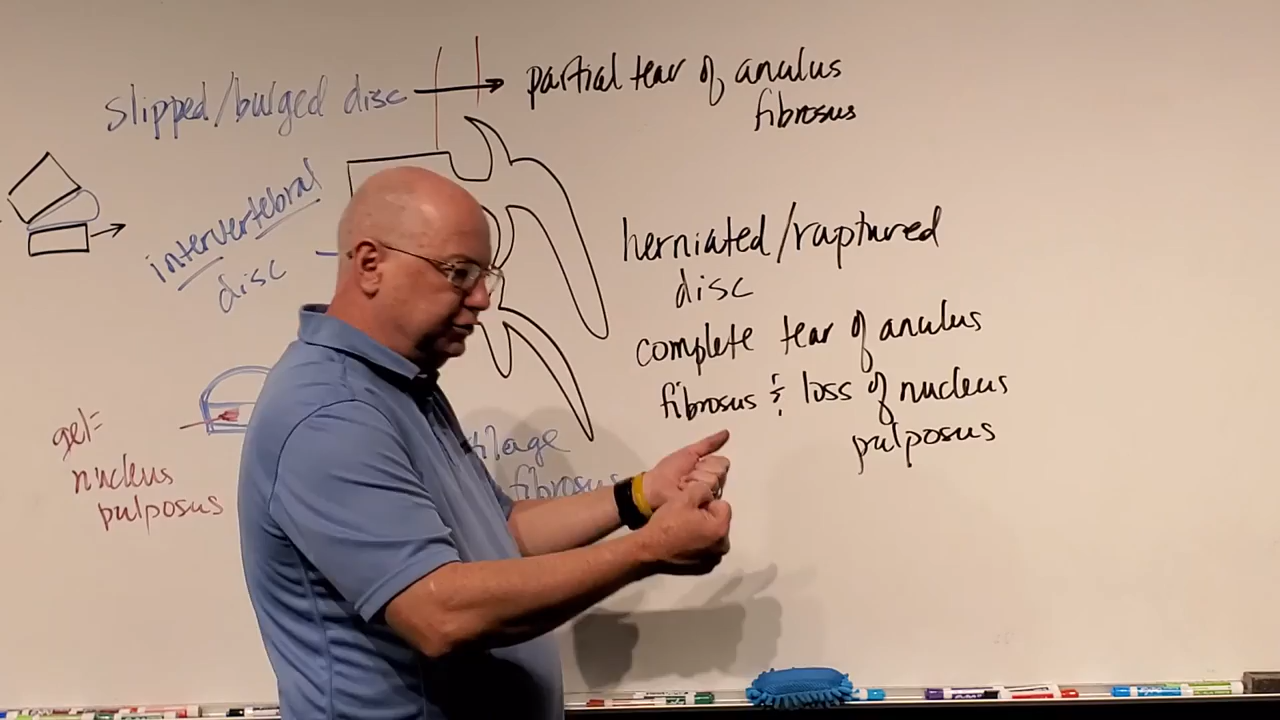 slipped/bulged disc
partial tear of anulus
fibrosus
intervertebral
disc
herniated/raptured
disc
complete tear of anulus
fibrosus & loss of nucleus
pulposus
gel=
nucleus
pulposus
fibrosus